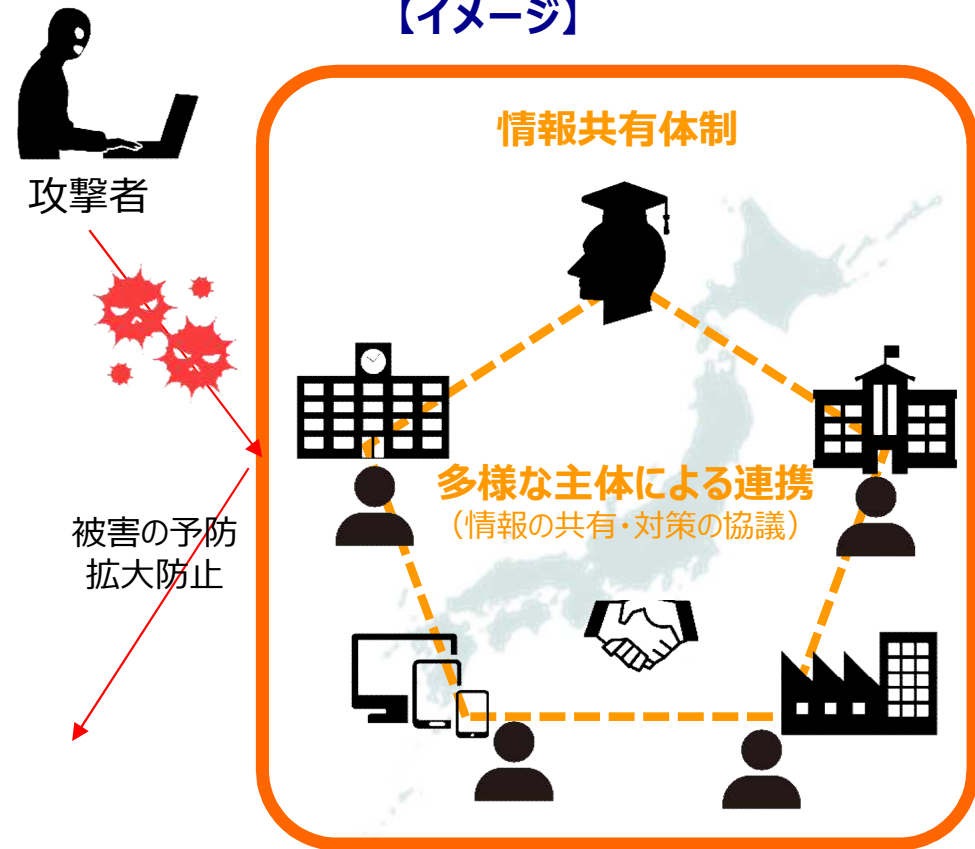 【イメージ】
情報共有体制
攻撃者
多様な主体による連携
（情報の共有・対策の協議）
被害の予防
拡大防止